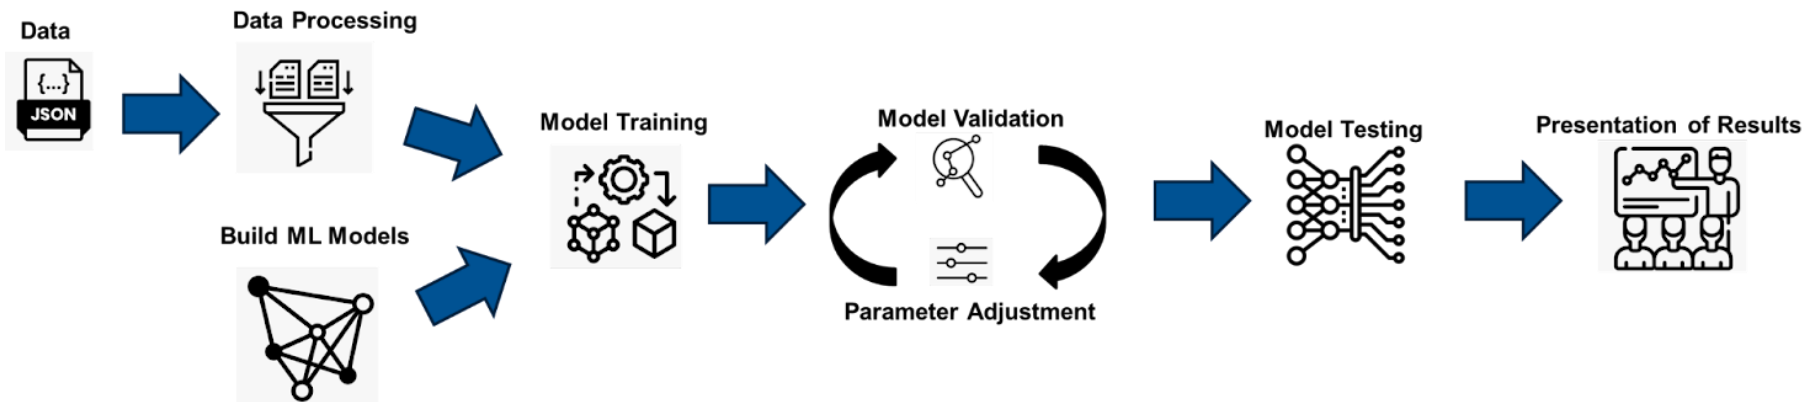 Data
{...}
JSON
Data Processing
Build ML Models
Model Training
Model Validation
Parameter Adjustment
Model Testing
Presentation of Results